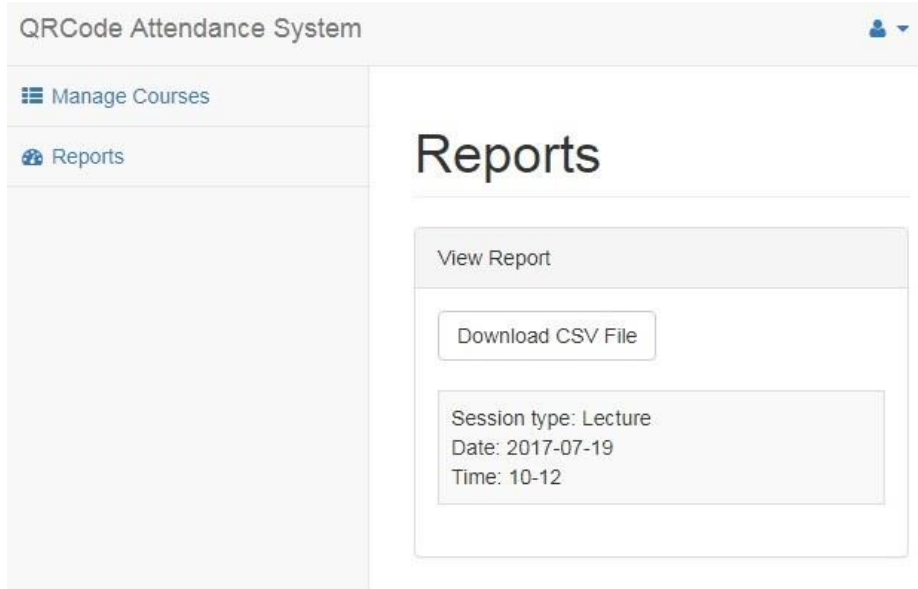 QRCode Attendance System
Manage Courses
Reports
Reports
View Report
Download CSV File
Session type: Lecture
Date: 2017-07-19
Time: 10-12